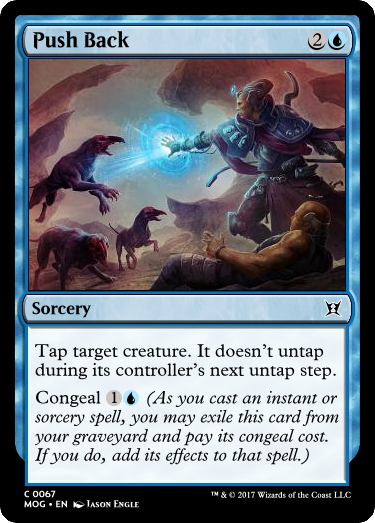 Push Back 2
Sorcery
Tap target creature. It doesn't untap
during its controller's next untap step.
Congeal 1 (As you cast an instant or
sorcery spell, you may exile this card from
your graveyard and pay its congeal cost.
If you do, add its effects to that spell.)
C 0067
MOG • EN Jason Engle
™ & © 2017 Wizards of the Coast LLC